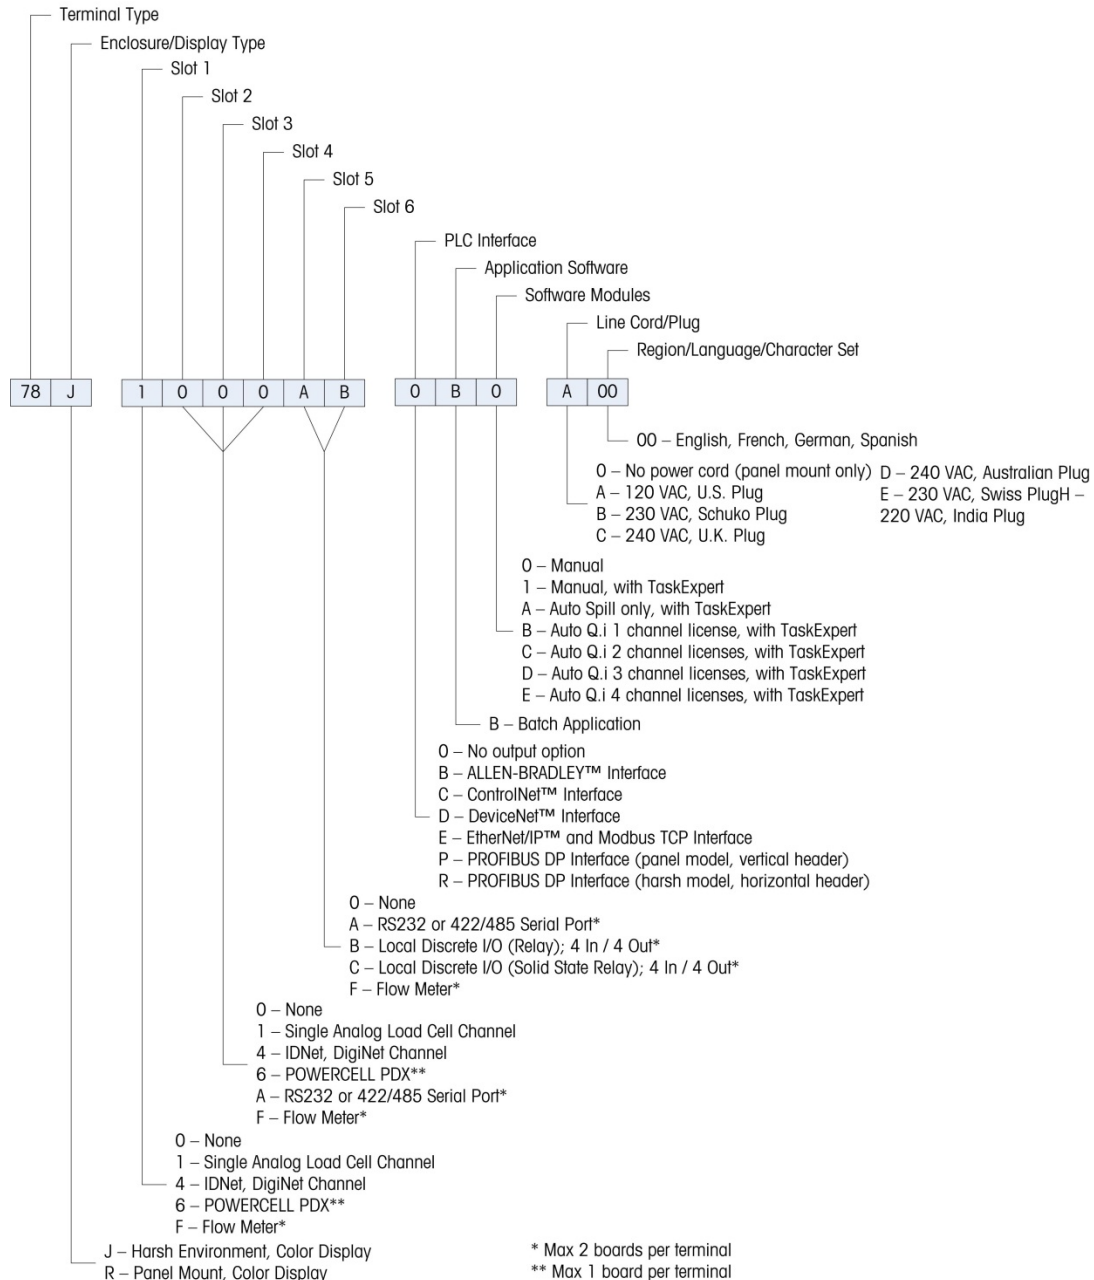 Terminal Type
Enclosure/Display Type
Slot 1
Slot 2
Slot 3
Slot 4
Slot 5
Slot 6
PLC Interface
Application Software
Software Modules
Line Cord/Plug
Region/Language/Character Set
78 J 1 0 0 0 A B 0 B 0 A 00
00 – English, French, German, Spanish
0 – No power cord (panel mount only)
A – 120 VAC, U.S. Plug
B – 230 VAC, Schuko Plug
C – 240 VAC, U.K. Plug
D – 240 VAC, Australian Plug
E – 230 VAC, Swiss PlugH –
220 VAC, India Plug
0 – Manual
1 – Manual, with TaskExpert
A – Auto Spill only, with TaskExpert
B – Auto Q.i 1 channel license, with TaskExpert
C – Auto Q.i 2 channel licenses, with TaskExpert
D – Auto Q.i 3 channel licenses, with TaskExpert
E – Auto Q.i 4 channel licenses, with TaskExpert
B – Batch Application
0 – No output option
B – ALLEN-BRADLEY™ Interface
C – ControlNet™ Interface
D – DeviceNet™ Interface
E – EtherNet/IP™ and Modbus TCP Interface
P – PROFIBUS DP Interface (panel model, vertical header)
R – PROFIBUS DP Interface (harsh model, horizontal header)
0 – None
A – RS232 or 422/485 Serial Port*
B – Local Discrete I/O (Relay); 4 In / 4 Out*
C – Local Discrete I/O (Solid State Relay); 4 In / 4 Out*
F – Flow Meter*
0 – None
1 – Single Analog Load Cell Channel
4 – IDNet, DigiNet Channel
6 – POWERCELL PDX**
A – RS232 or 422/485 Serial Port*
F – Flow Meter*
0 – None
1 – Single Analog Load Cell Channel
4 – IDNet, DigiNet Channel
6 – POWERCELL PDX**
F – Flow Meter*
J – Harsh Environment, Color Display
R – Panel Mount, Color Display
* Max 2 boards per terminal
** Max 1 board per terminal